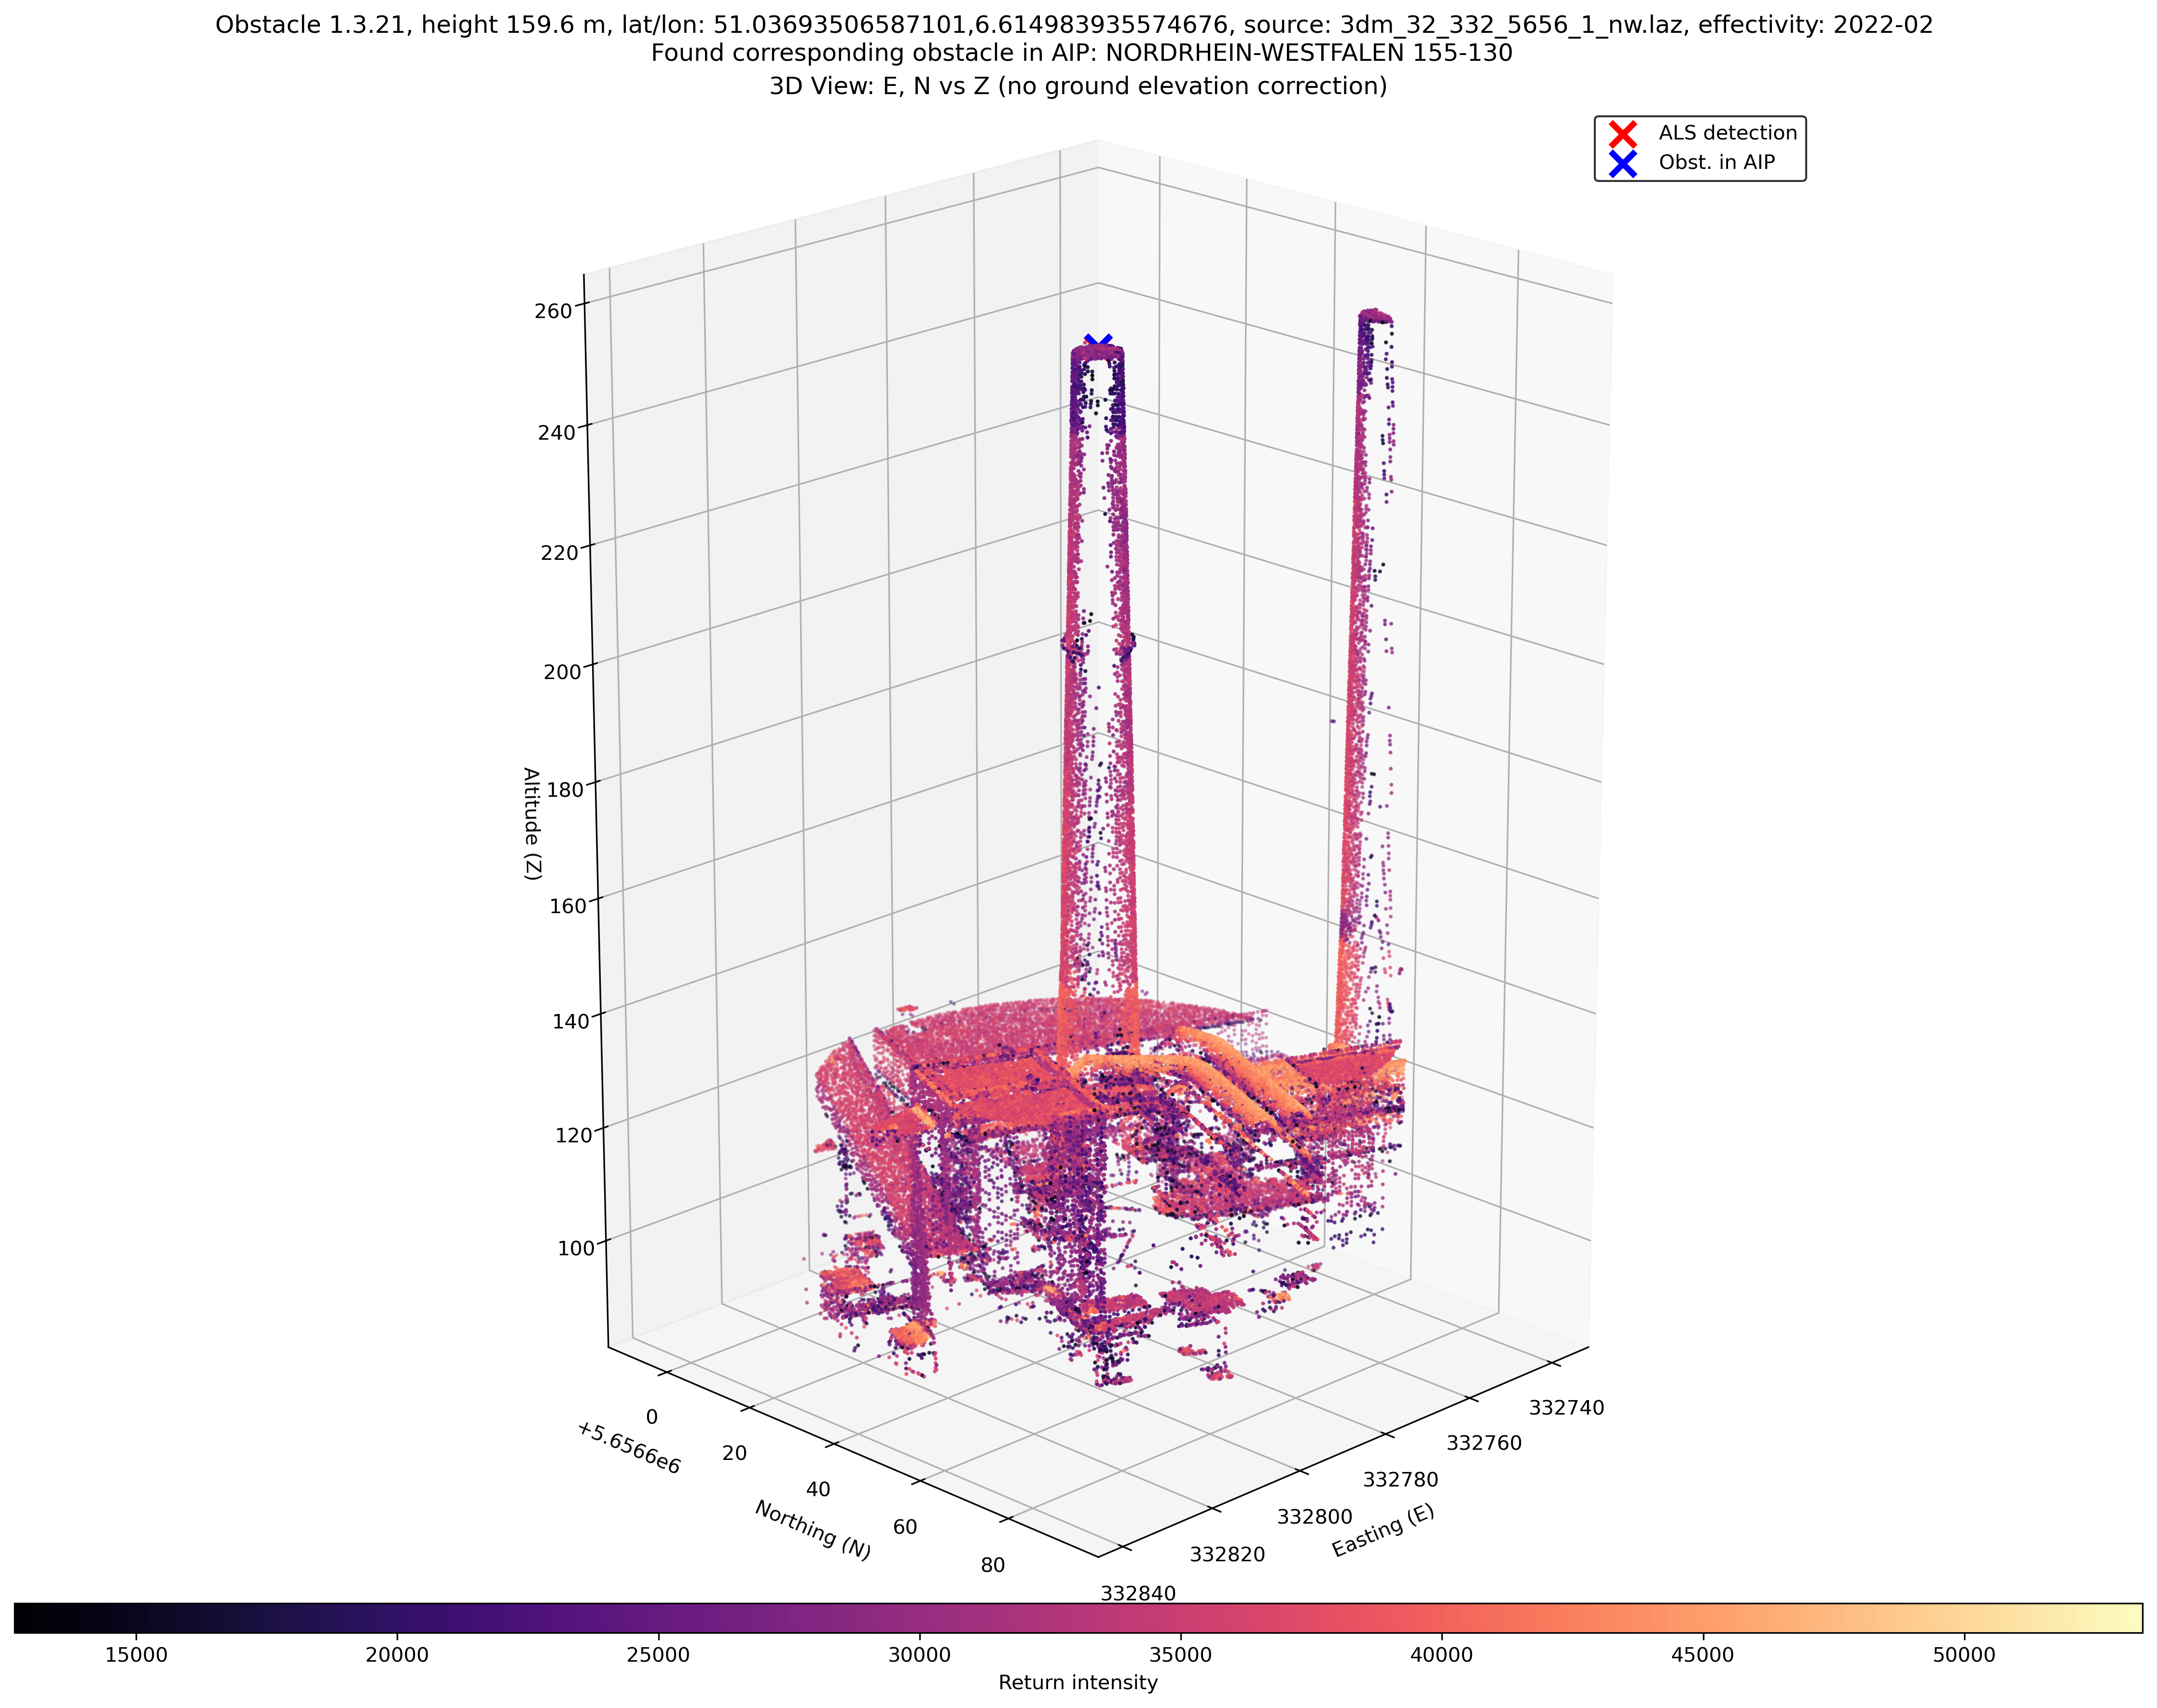 Obstacle 1.3.21, height 159.6 m, lat/lon: 51.03693506587101,6.614983935574676, source: 3dm_32_332_5656_1_nw.laz, effectivity: 2022-02
Found corresponding obstacle in AIP: NORDRHEIN-WESTFALEN 155-130
3D View: E, N vs Z (no ground elevation correction)
ALS detection
Obst. in AIP
260
240
220
200
180
160
140
120
100
Altitude (Z)
0
20
40
60
80
+5.6566e6
Northing (N)
332740
332760
332780
332800
332820
332840
Easting (E)
15000
20000
25000
30000
35000
40000
45000
50000
Return intensity